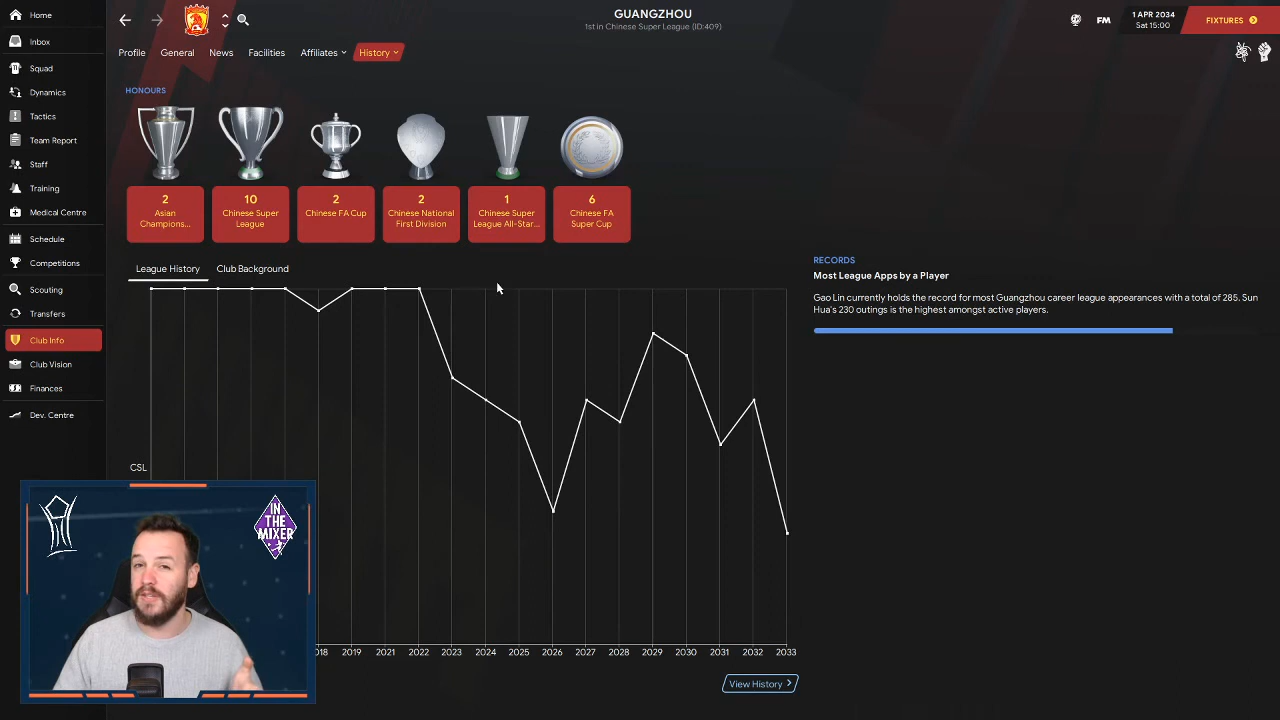 Home
Inbox
Squad
Dynamics
Tactics
Team Report
Staff
Training
Medical Centre
Schedule
Competitions
Scouting
Transfers
Club Info
Club Vision
Finances
Dev. Centre
GUANGZHOU
1st in Chinese Super League (ID:409)
FM
1 APR 2034
Sat 15:00
FIXTURES
Profile
General
News
Facilities
Affiliates
History
HONOURS
2
Asian
Champions...
10
Chinese Super
League
2
Chinese FA Cup
2
Chinese National
First Division
1
Chinese Super
League All-Star...
6
Chinese FA
Super Cup
League History
Club Background
CSL
018 2019 2020 2021 2022 2023 2024 2025 2026 2027 2028 2029 2030 2031 2032 2033
View History
RECORDS
Most League Apps by a Player
Gao Lin currently holds the record for most Guangzhou career league appearances with a total of 285. Sun
Hua's 230 outings is the highest amongst active players.
IN
THE
MIXER